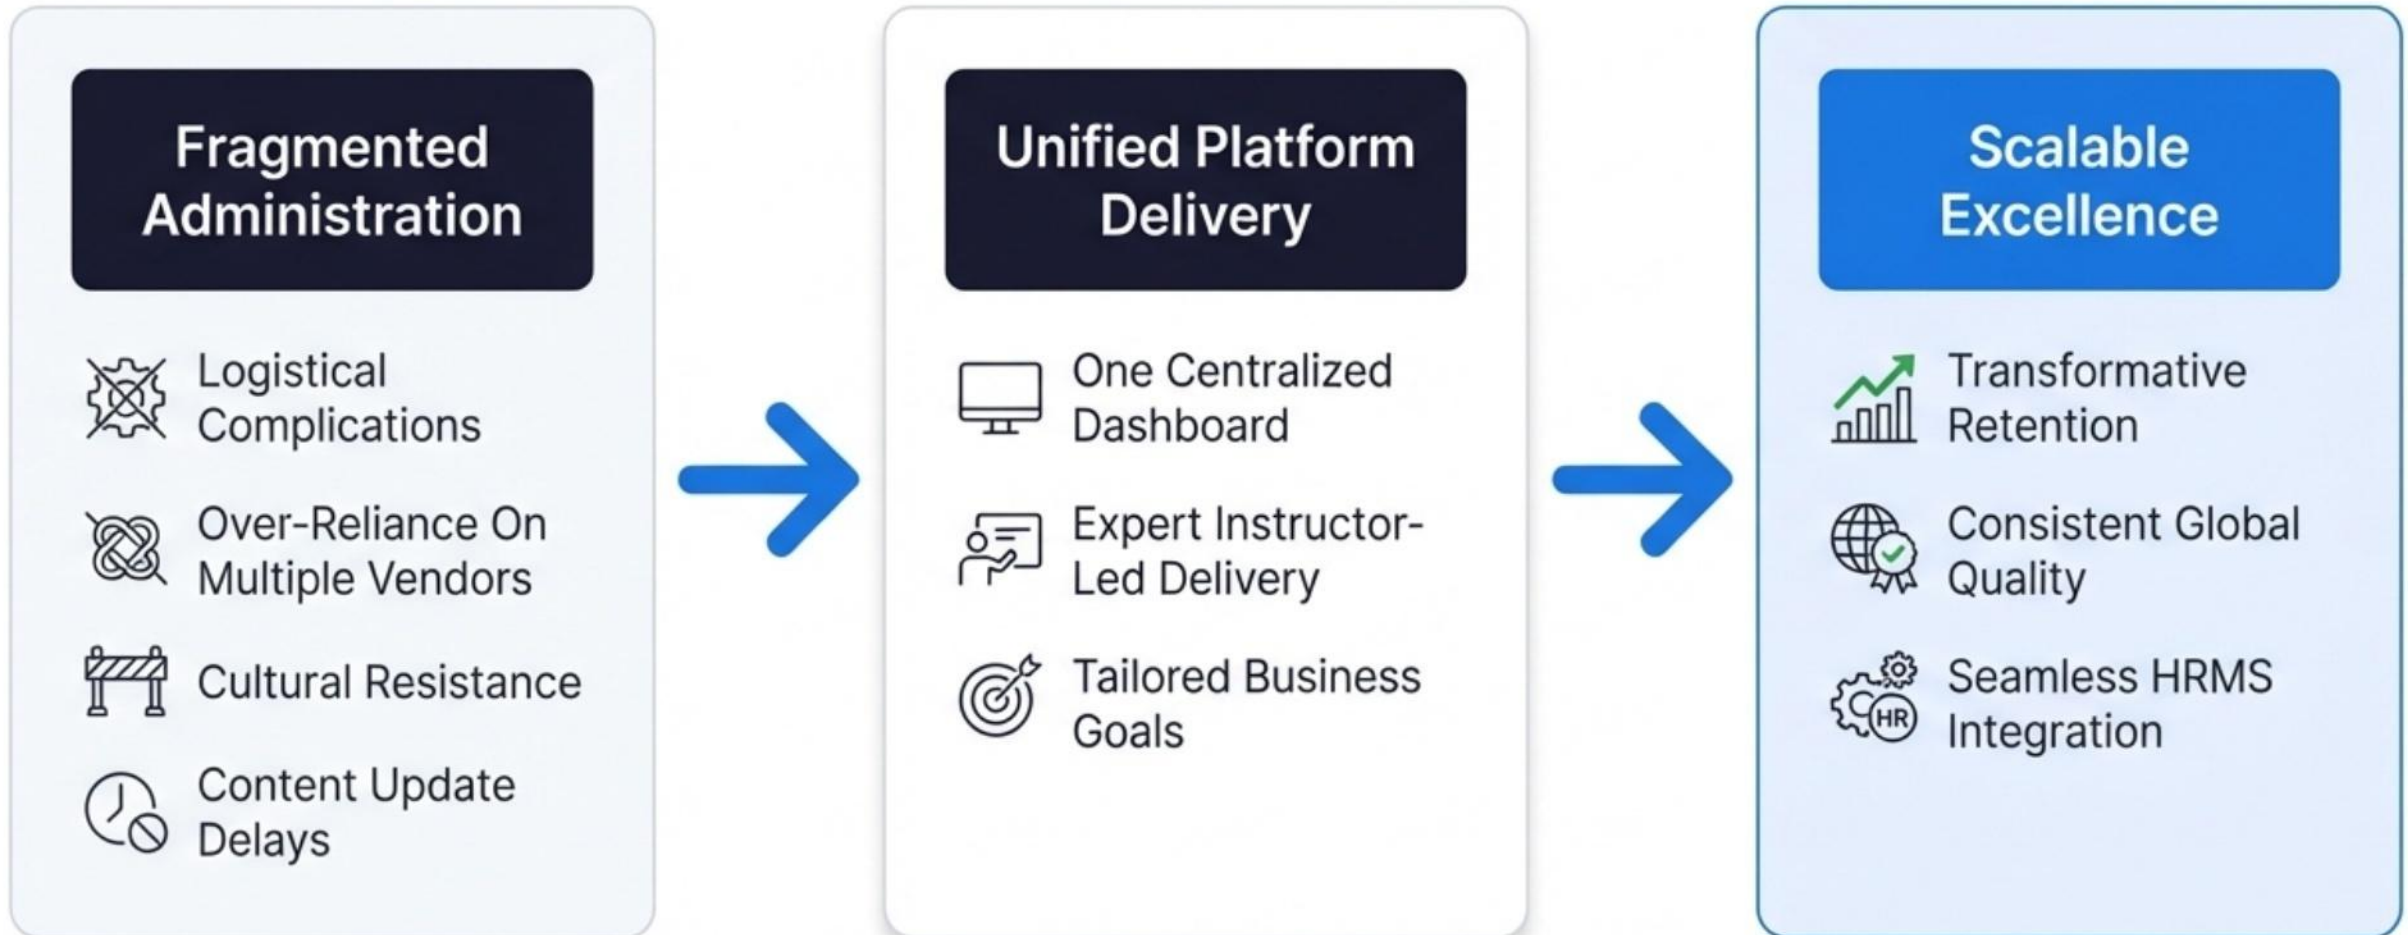 Fragmented
Administration
Logistical
Complications
Over-Reliance On
Multiple Vendors
Cultural Resistance
Content Update
Delays
Unified Platform
Delivery
One Centralized
Dashboard
Expert Instructor-
Led Delivery
Tailored Business
Goals
Scalable
Excellence
Transformative
Retention
Consistent Global
Quality
Seamless HRMS
Integration
HR